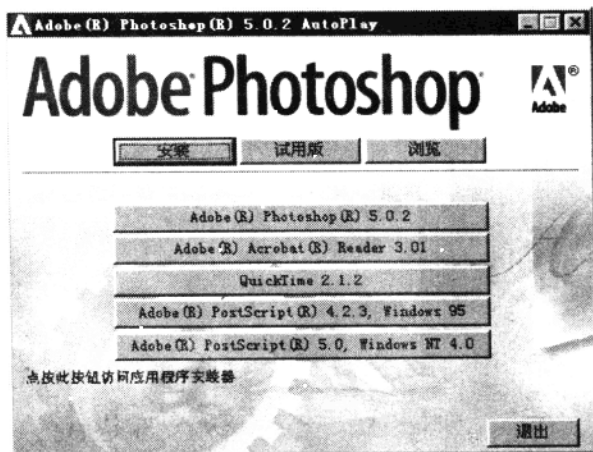 Adobe(R) Photoshop(R) 5.0.2 AutoPlay
Adobe Photoshop
Adobe
安装 试用版 浏览
Adobe(R) Photoshop(R) 5.0.2
Adobe(R) Acrobat(R) Reader 3.01
QuickTime 2.1.2
Adobe(R) PostScript(R) 4.2.3, Windows 95
Adobe(R) PostScript(R) 5.0, Windows NT 4.0
点按此按钮访问应用程序安装器
退出